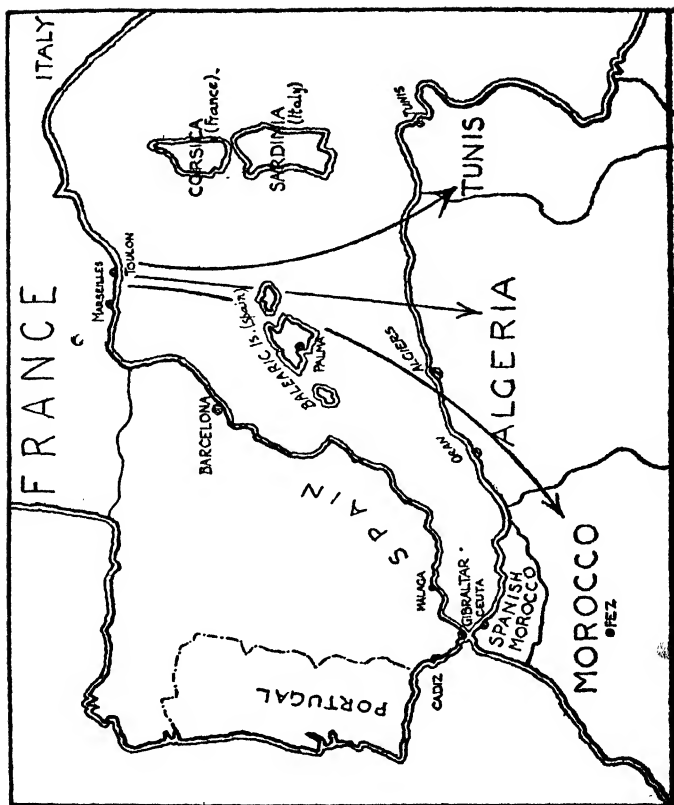 FRANCE
ITALY
MARSEILLES
TOULON
CORSICA
(France).
SARDINIA
(Italy)
BARCELONA
BALEARIC Is. (Spain)
PALMA
SPAIN
PORTUGAL
MALAGA
CADIZ
GIBRALTAR
CEUTA
SPANISH
MOROCCO
ORAN
ALGIERS
TUNIS
TUNIS
ALGERIA
MOROCCO
FEZ